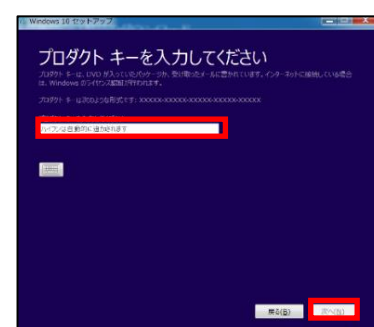 Windows 10 セットアップ
プロダクト キーを入力してください
プロダクト キーは、DVD が入っていたパッケージか、受け取ったメールに書かれています。インターネットに接続している場合
は、Windows のライセンス認証が行われます。
プロダクト キーは次のような形式です: XXXXX-XXXXX-XXXXX-XXXXX-XXXXX
ハイフンは自動的に追加されます
戻る(B)
次へ(N)